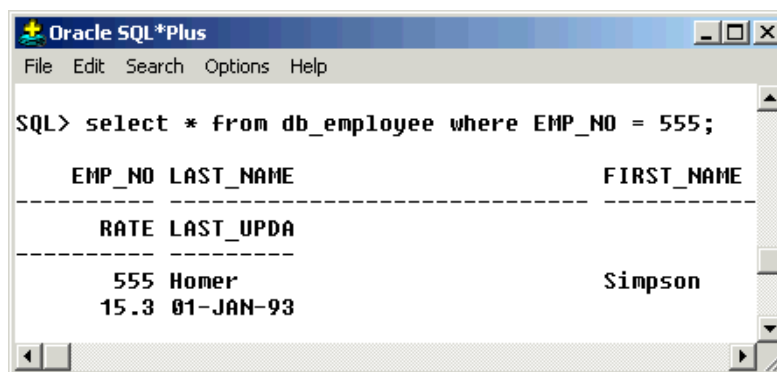 Oracle SQL*Plus
File Edit Search Options Help
SQL> select * from db_employee where EMP_NO = 555;
EMP_NO LAST_NAME FIRST_NAME
---------- ------------------------------ -----------
RATE LAST_UPDA
---------- ---------
555 Homer Simpson
15.3 01-JAN-93